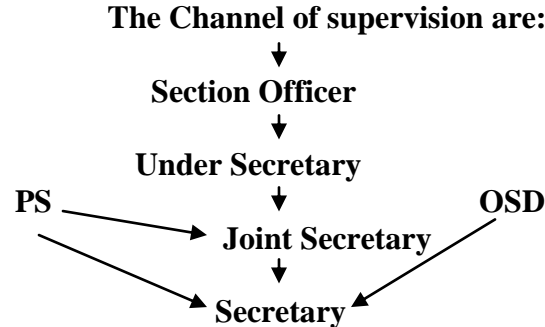 The Channel of supervision are:
Section Officer
Under Secretary
PS
OSD
Joint Secretary
Secretary